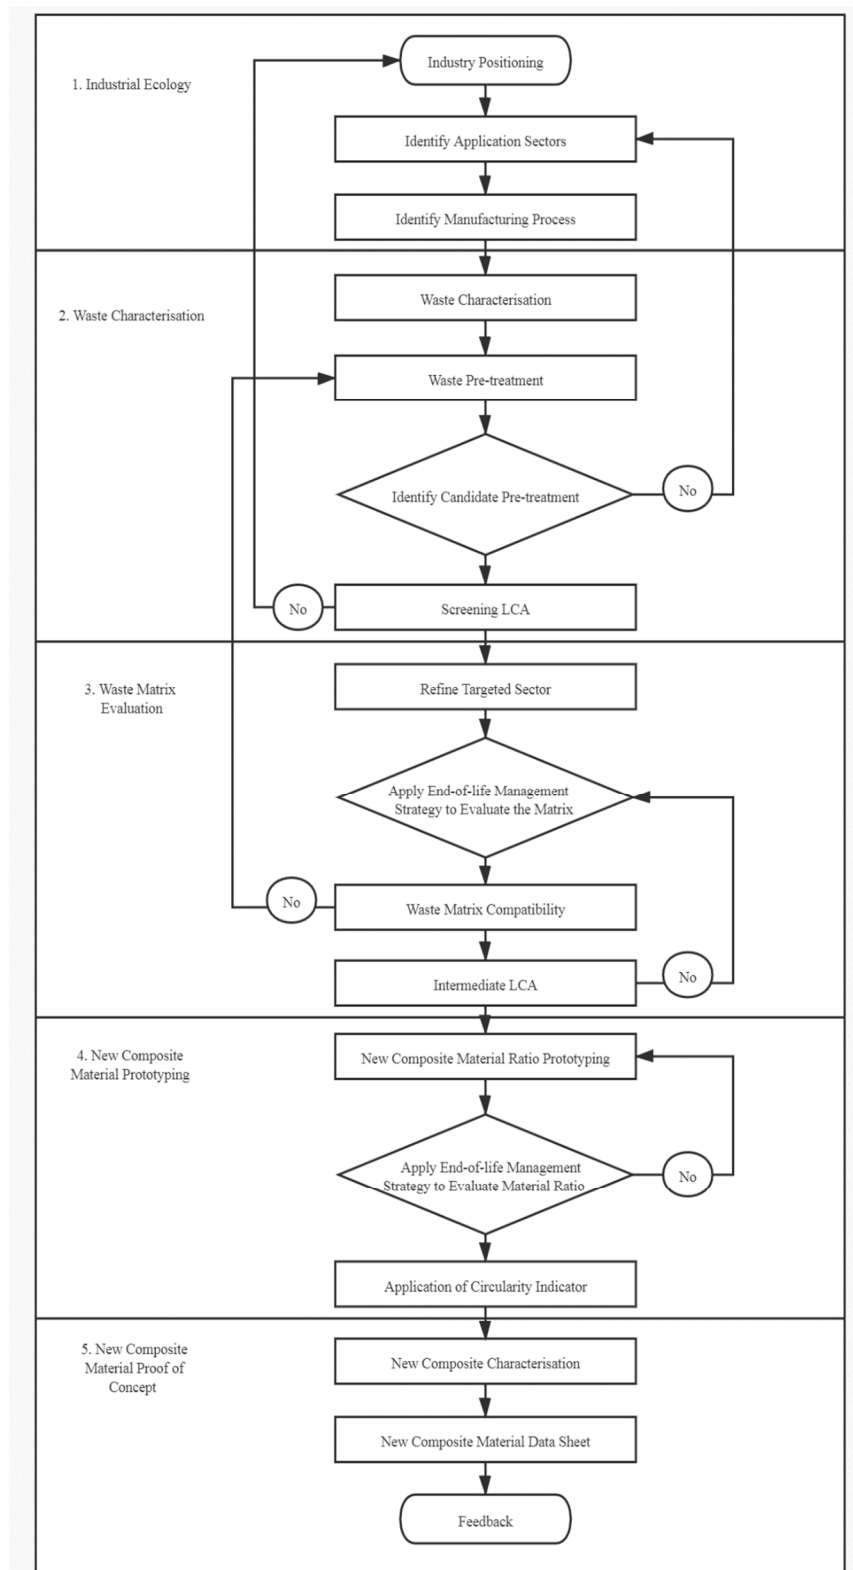 Industry Positioning
1. Industrial Ecology
Identify Application Sectors
Identify Manufacturing Process
Waste Characterisation
2. Waste Characterisation
Waste Pre-treatment
Identify Candidate Pre-treatment
No
Screening LCA
No
Refine Targeted Sector
3. Waste Matrix
Evaluation
Apply End-of-life Management
Strategy to Evaluate the Matrix
No
Waste Matrix Compatibility
Intermediate LCA
No
4. New Composite
Material Prototyping
New Composite Material Ratio Prototyping
Apply End-of-life Management
Strategy to Evaluate Material Ratio
No
Application of Circularity Indicator
5. New Composite
Material Proof of
Concept
New Composite Characterisation
New Composite Material Data Sheet
Feedback